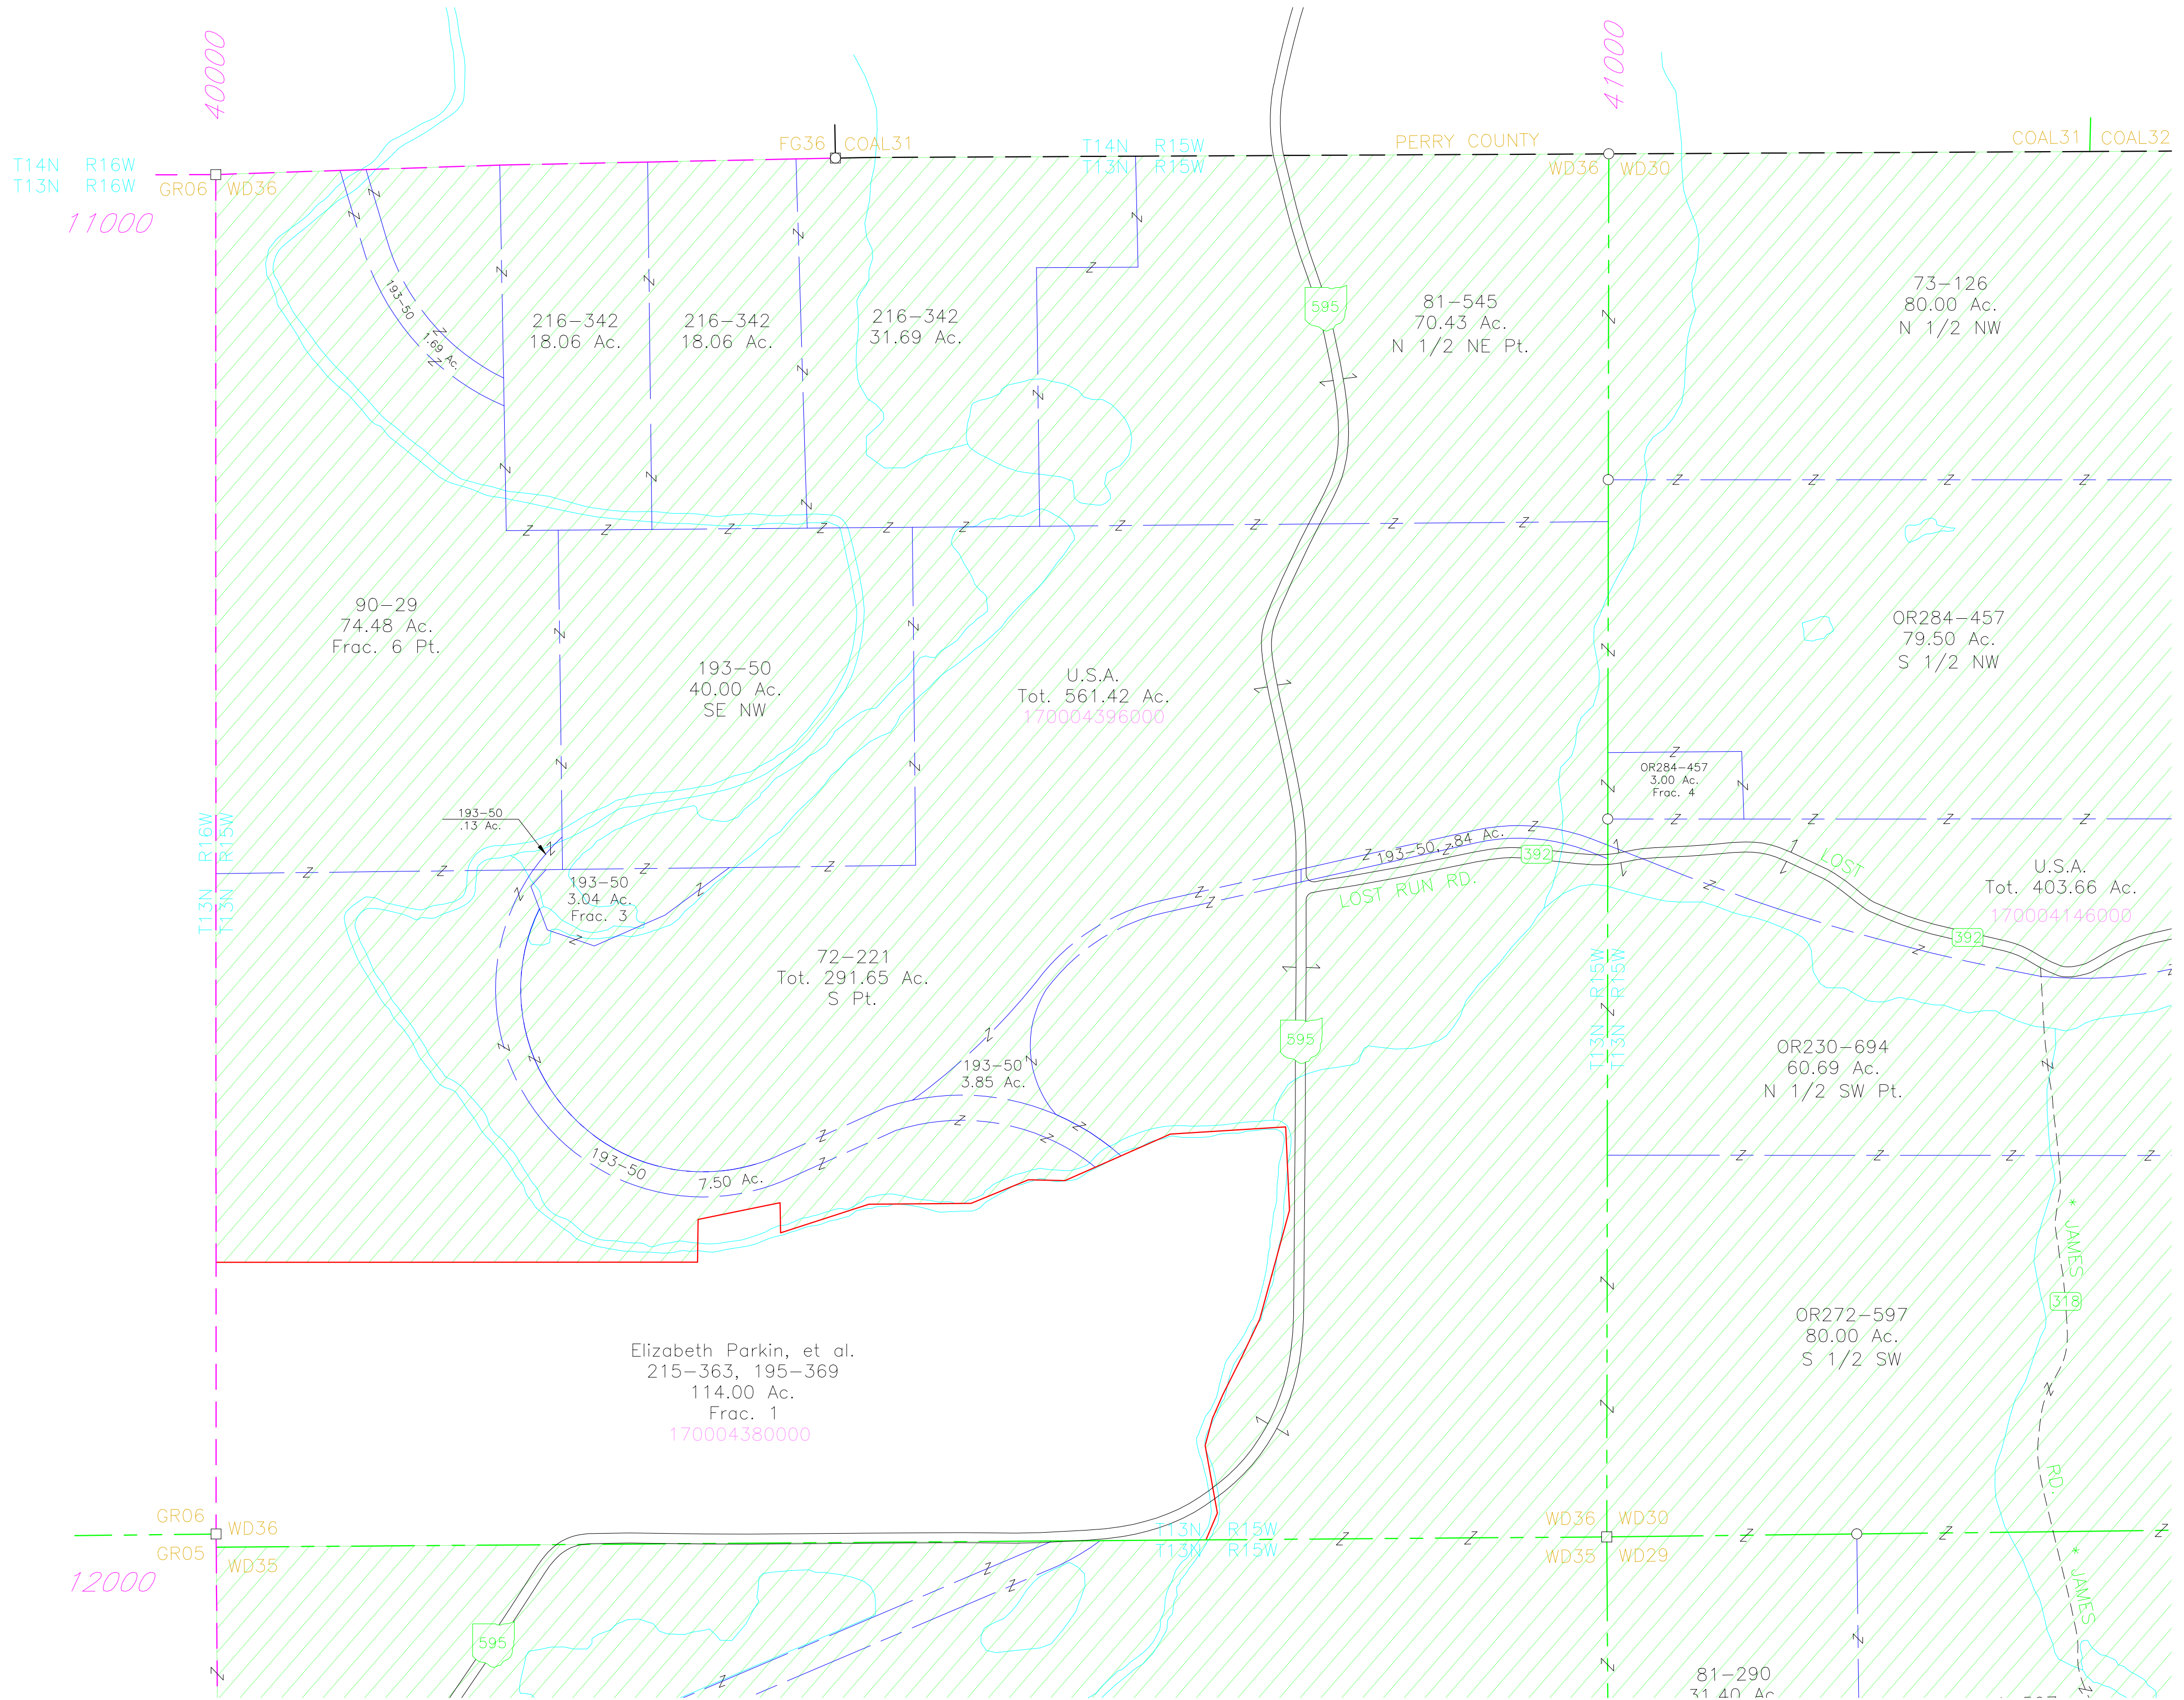 40000
41000
FG36
COAL31
T14N R15W
T13N R15W
PERRY COUNTY
COAL31
COAL32
T14N R16W
T13N R16W
GR06
WD36
WD36
WD30
11000
193-50
1.69 Ac.
216-342
18.06 Ac.
216-342
18.06 Ac.
216-342
31.69 Ac.
595
81-545
70.43 Ac.
N 1/2 NE Pt.
73-126
80.00 Ac.
N 1/2 NW
90-29
74.48 Ac.
Frac. 6 Pt.
193-50
40.00 Ac.
SE NW
U.S.A.
Tot. 561.42 Ac.
170004396000
OR284-457
79.50 Ac.
S 1/2 NW
OR284-457
3.00 Ac.
Frac. 4
193-50
.13 Ac.
T13N R16W
T13N R15W
193-50
3.04 Ac.
Frac. 3
193-50, .84 Ac.
392
LOST RUN RD.
LOST
U.S.A.
Tot. 403.66 Ac.
170004146000
392
72-221
Tot. 291.65 Ac.
S Pt.
T13N R15W
T13N R15W
595
193-50
3.85 Ac.
OR230-694
60.69 Ac.
N 1/2 SW Pt.
193-50
7.50 Ac.
* JAMES
318
RD.
OR272-597
80.00 Ac.
S 1/2 SW
Elizabeth Parkin, et al.
215-363, 195-369
114.00 Ac.
Frac. 1
170004380000
GR06
WD36
GR05
WD35
T13N R15W
T13N R15W
WD36
WD30
WD35
WD29
12000
* JAMES
595
81-290
31.40 Ac.